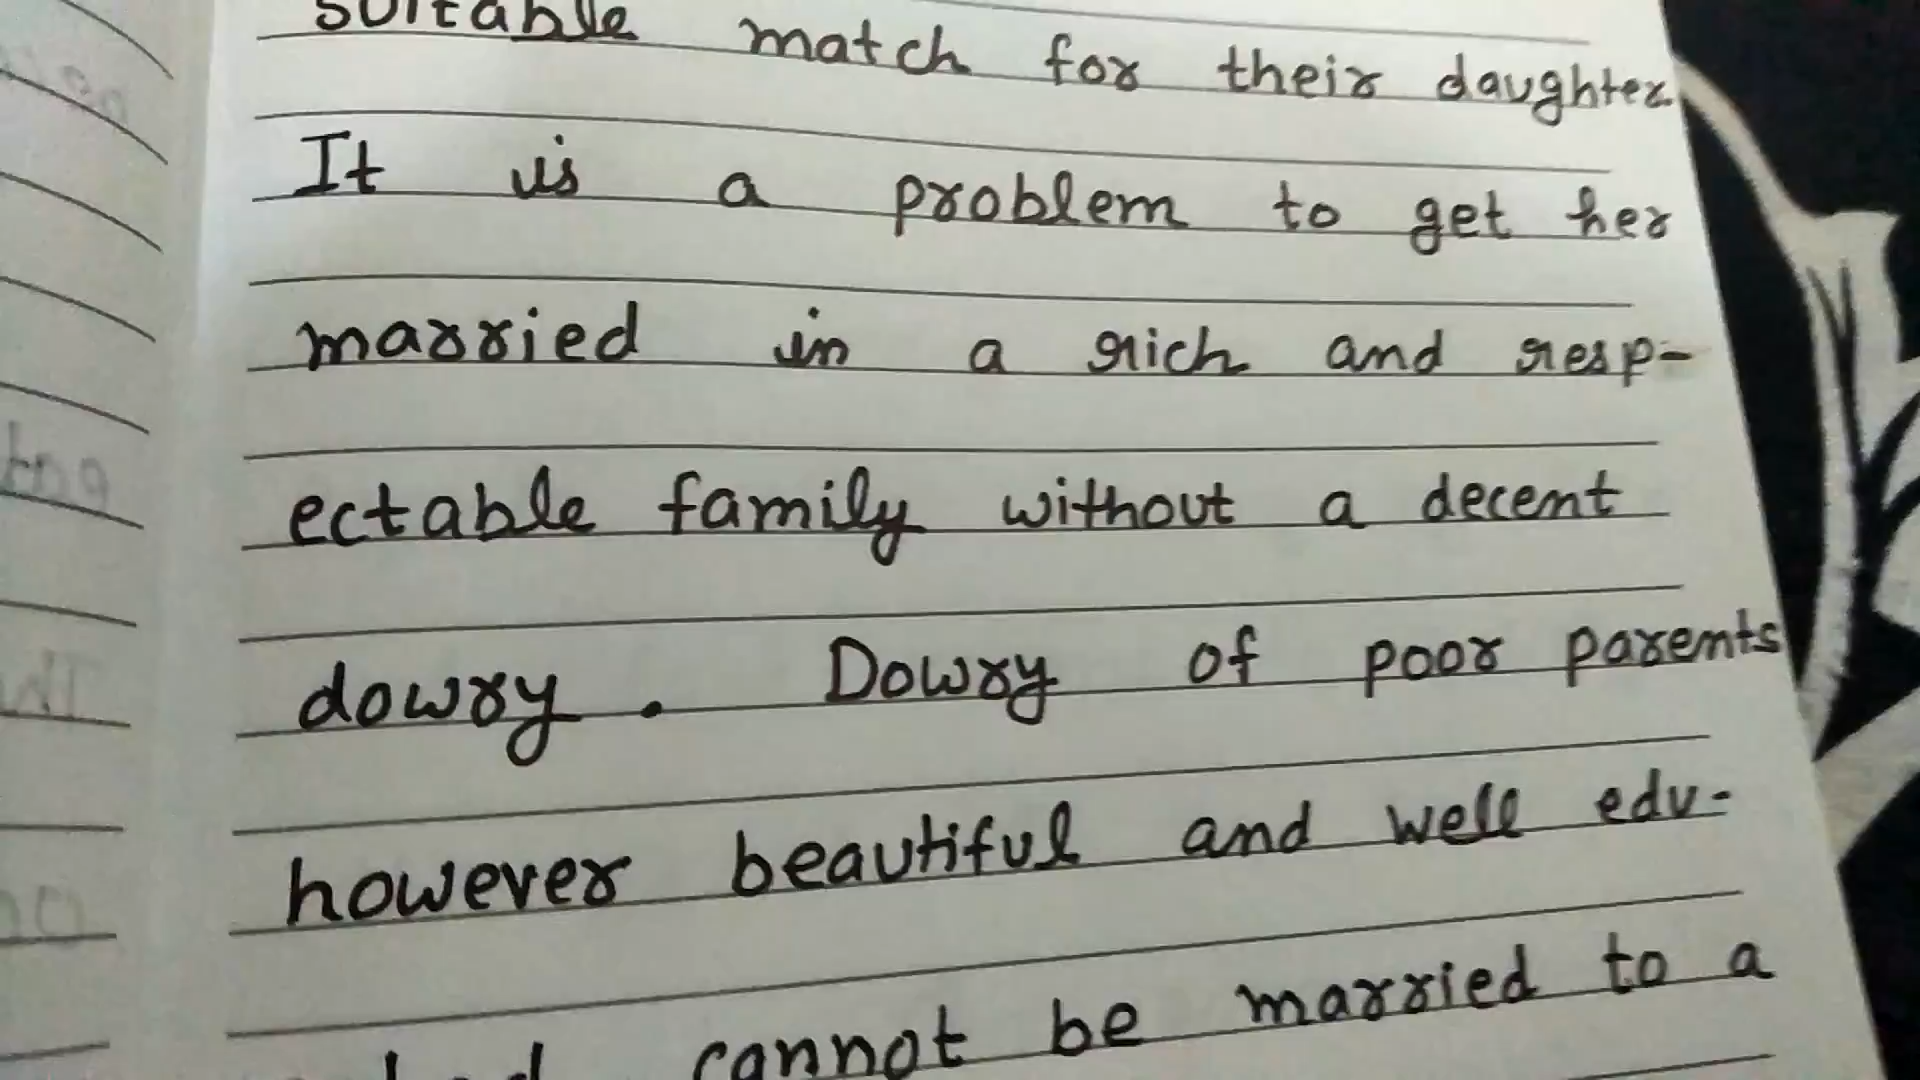 suitable match for their daughter
It is a problem to get her
married in a rich and resp-
ectable family without a decent
dowry. Dowry of poor parents
however beautiful and well edu-
cannot be married to a